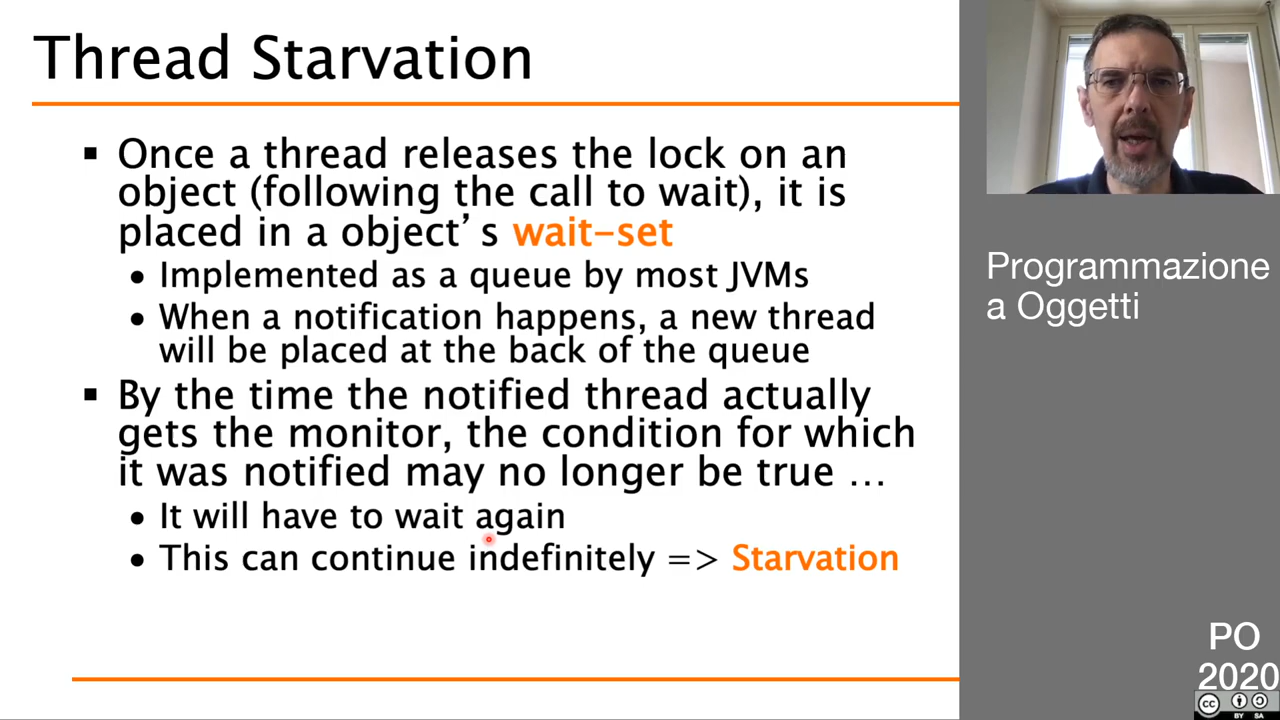 Thread Starvation
▪ Once a thread releases the lock on an
object (following the call to wait), it is
placed in a object’s wait-set
• Implemented as a queue by most JVMs
• When a notification happens, a new thread
will be placed at the back of the queue
▪ By the time the notified thread actually
gets the monitor, the condition for which
it was notified may no longer be true …
• It will have to wait again
• This can continue indefinitely => Starvation
Programmazione
a Oggetti
PO
2020
CC
BY SA